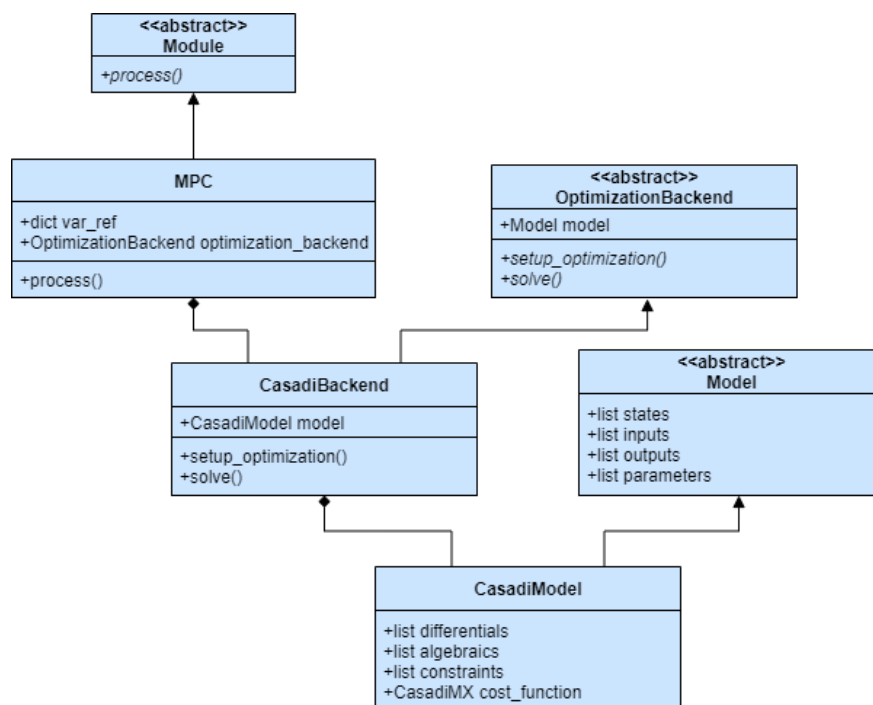 <<abstract>>
Module
+process()
MPC
+dict var_ref
+OptimizationBackend optimization_backend
+process()
<<abstract>>
OptimizationBackend
+Model model
+setup_optimization()
+solve()
CasadiBackend
+CasadiModel model
+setup_optimization()
+solve()
<<abstract>>
Model
+list states
+list inputs
+list outputs
+list parameters
CasadiModel
+list differentials
+list algebraics
+list constraints
+CasadiMX cost_function